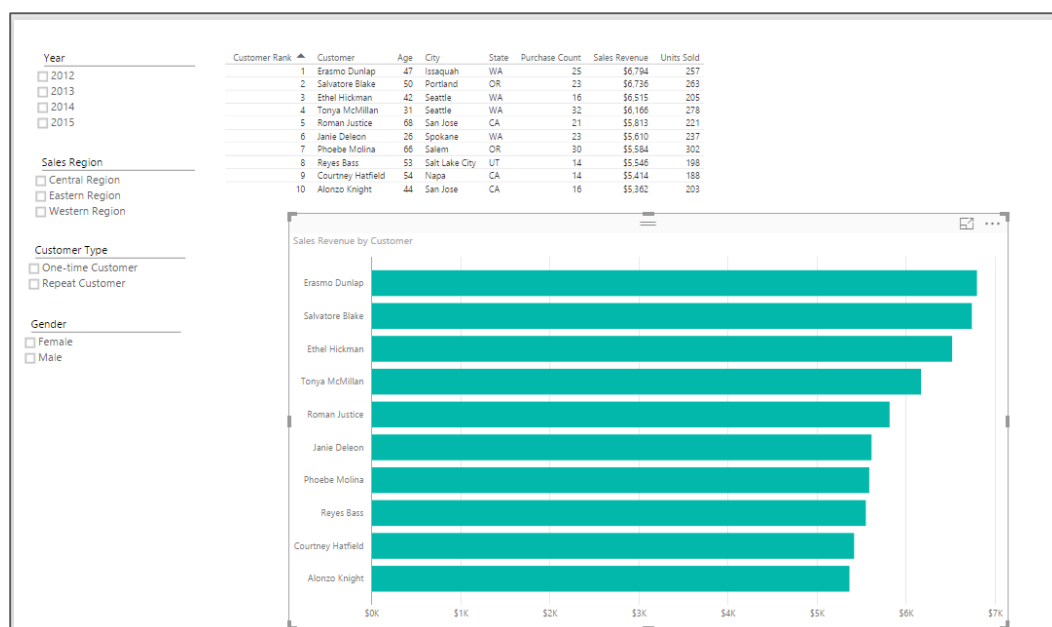 Year
2012
2013
2014
2015
Sales Region
Central Region
Eastern Region
Western Region
Customer Type
One-time Customer
Repeat Customer
Gender
Female
Male
Customer Rank Customer Age City State Purchase Count Sales Revenue Units Sold
1 Erasmo Dunlap 47 Issaquah WA 25 $6,794 257
2 Salvatore Blake 50 Portland OR 23 $6,736 263
3 Ethel Hickman 42 Seattle WA 16 $6,515 205
4 Tonya McMillan 31 Seattle WA 32 $6,166 278
5 Roman Justice 68 San Jose CA 21 $5,813 221
6 Janie Deleon 26 Spokane WA 23 $5,610 237
7 Phoebe Molina 66 Salem OR 30 $5,584 302
8 Reyes Bass 53 Salt Lake City UT 14 $5,546 198
9 Courtney Hatfield 54 Napa CA 14 $5,414 188
10 Alonzo Knight 44 San Jose CA 16 $5,362 203
Sales Revenue by Customer
Erasmo Dunlap
Salvatore Blake
Ethel Hickman
Tonya McMillan
Roman Justice
Janie Deleon
Phoebe Molina
Reyes Bass
Courtney Hatfield
Alonzo Knight
$0K $1K $2K $3K $4K $5K $6K $7K